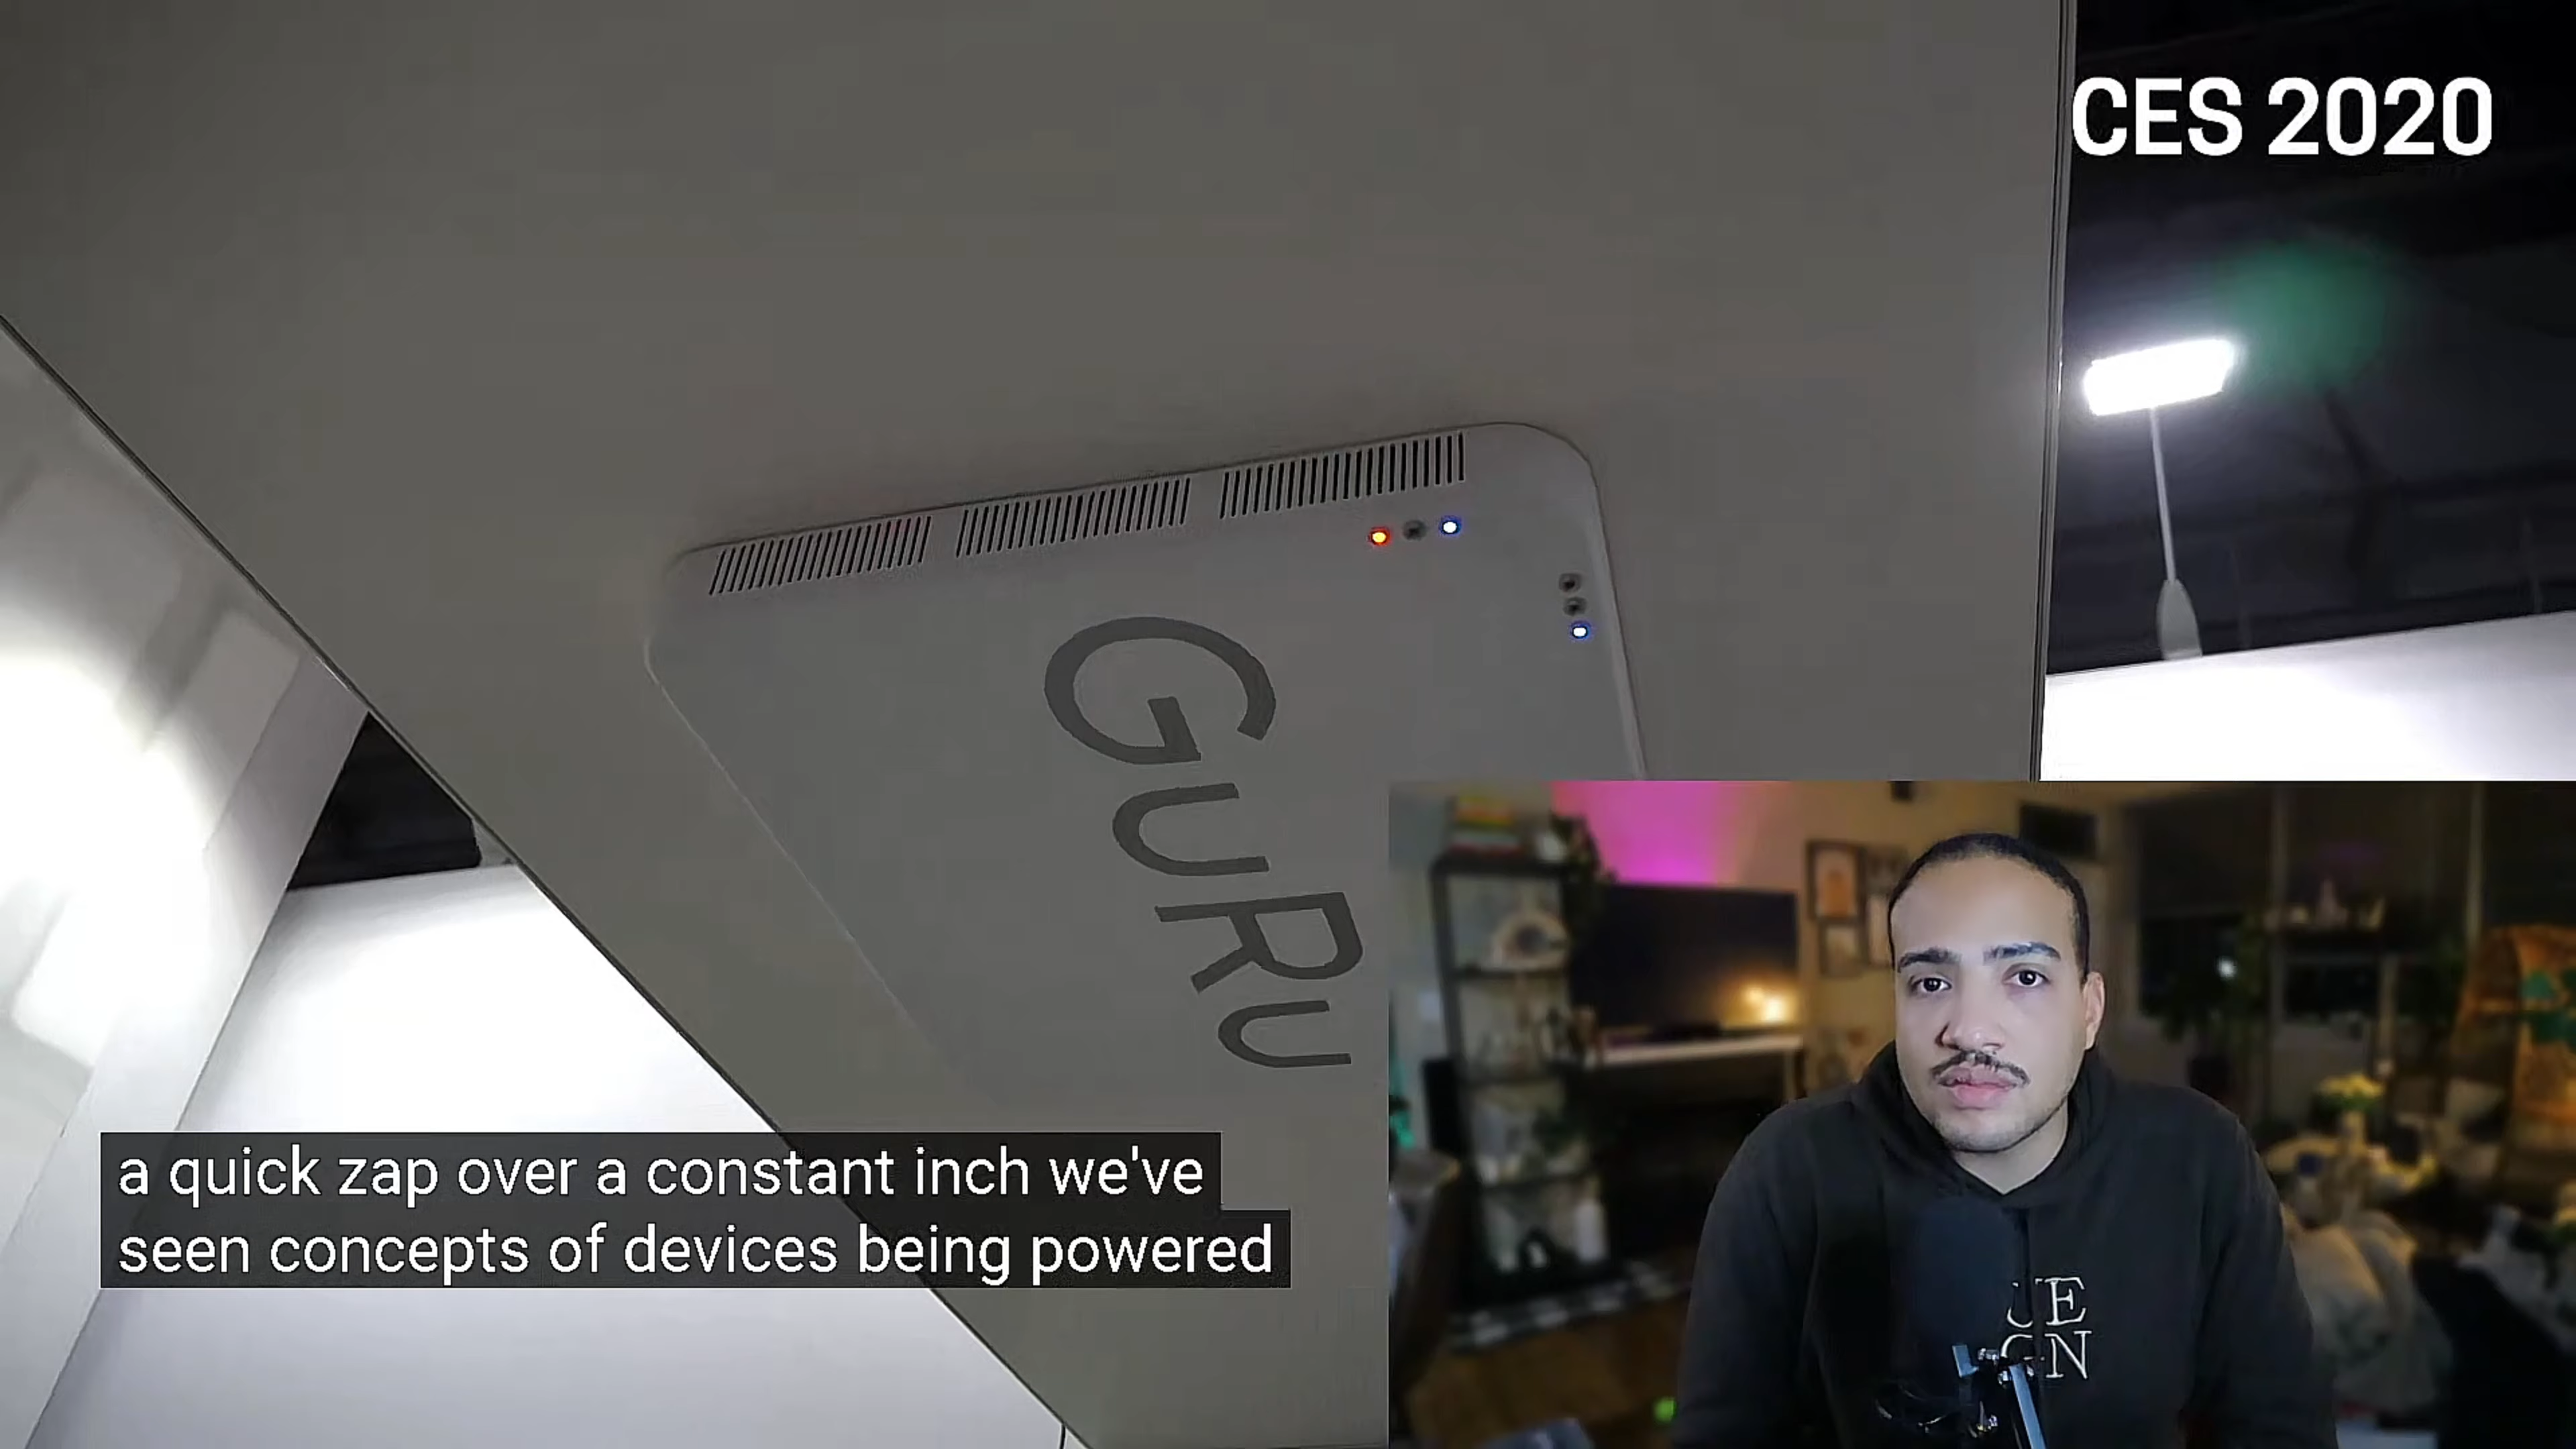 CES 2020
GURU
a quick zap over a constant inch we've
seen concepts of devices being powered